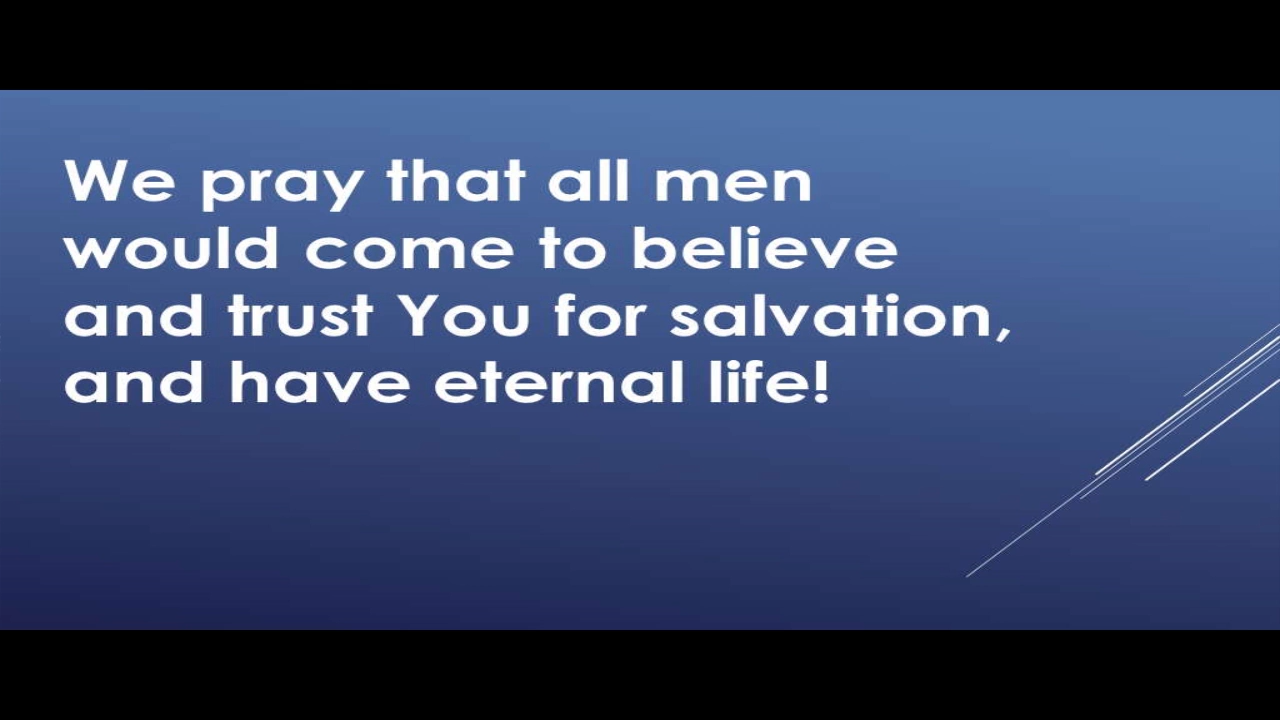 We pray that all men
would come to believe
and trust You for salvation,
and have eternal life!